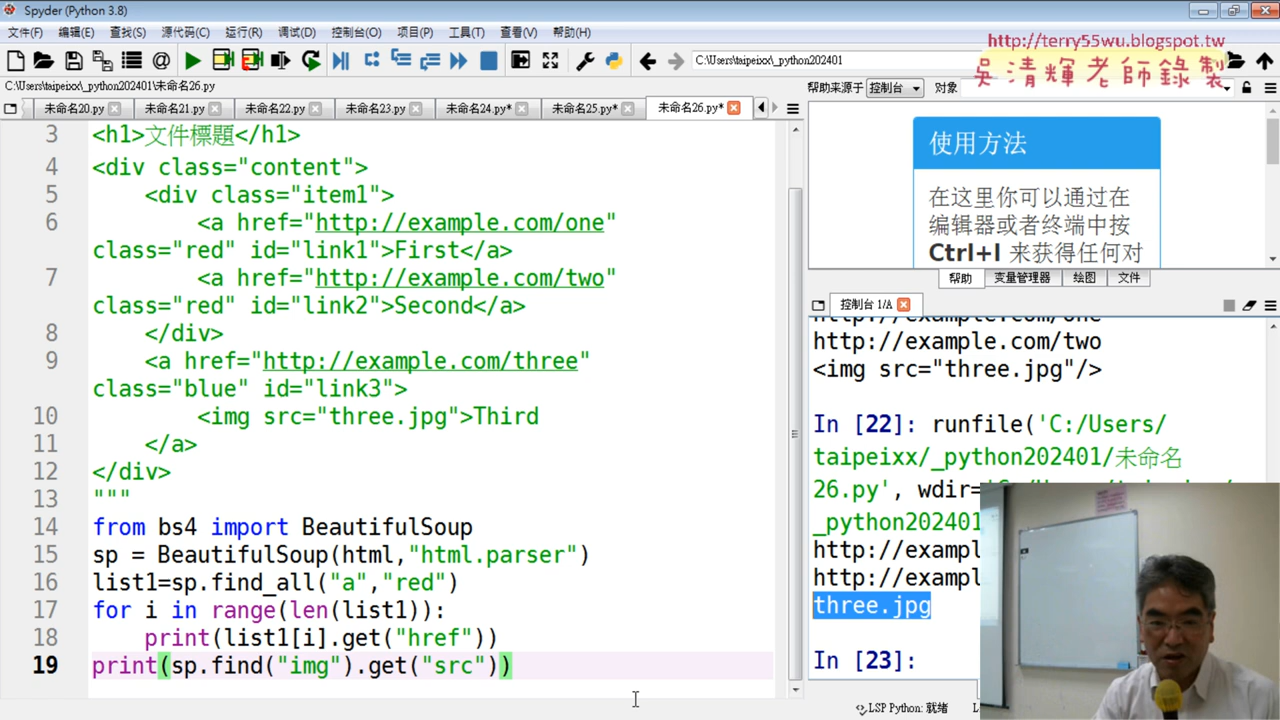 Spyder (Python 3.8)
文件(F) 编辑(E) 查找(S) 源代码(C) 运行(R) 调试(D) 控制台(O) 项目(P) 工具(T) 查看(V) 帮助(H)
C:\Users\taipeixx\_python202401
http://terry55wu.blogspot.tw
吳清輝老師錄製
C:\Users\taipeixx\_python202401\未命名26.py
未命名20.py 未命名21.py 未命名22.py 未命名23.py 未命名24.py* 未命名25.py* 未命名26.py*
3 <h1>文件標題</h1>
4 <div class="content">
5 <div class="item1">
6 <a href="http://example.com/one"
class="red" id="link1">First</a>
7 <a href="http://example.com/two"
class="red" id="link2">Second</a>
8 </div>
9 <a href="http://example.com/three"
class="blue" id="link3">
10 <img src="three.jpg">Third
11 </a>
12 </div>
13 """
14 from bs4 import BeautifulSoup
15 sp = BeautifulSoup(html,"html.parser")
16 list1=sp.find_all("a","red")
17 for i in range(len(list1)):
18 print(list1[i].get("href"))
19 print(sp.find("img").get("src"))
帮助来源于 控制台 对象
使用方法
在这里你可以通过在
编辑器或者终端中按
Ctrl+I 来获得任何对
帮助 变量管理器 绘图 文件
控制台 1/A
http://example.com/one
http://example.com/two
<img src="three.jpg"/>
In [22]: runfile('C:/Users/
taipeixx/_python202401/未命名
26.py', wdir=
_python202401
http://examp
http://examp
three.jpg
In [23]:
LSP Python: 就绪